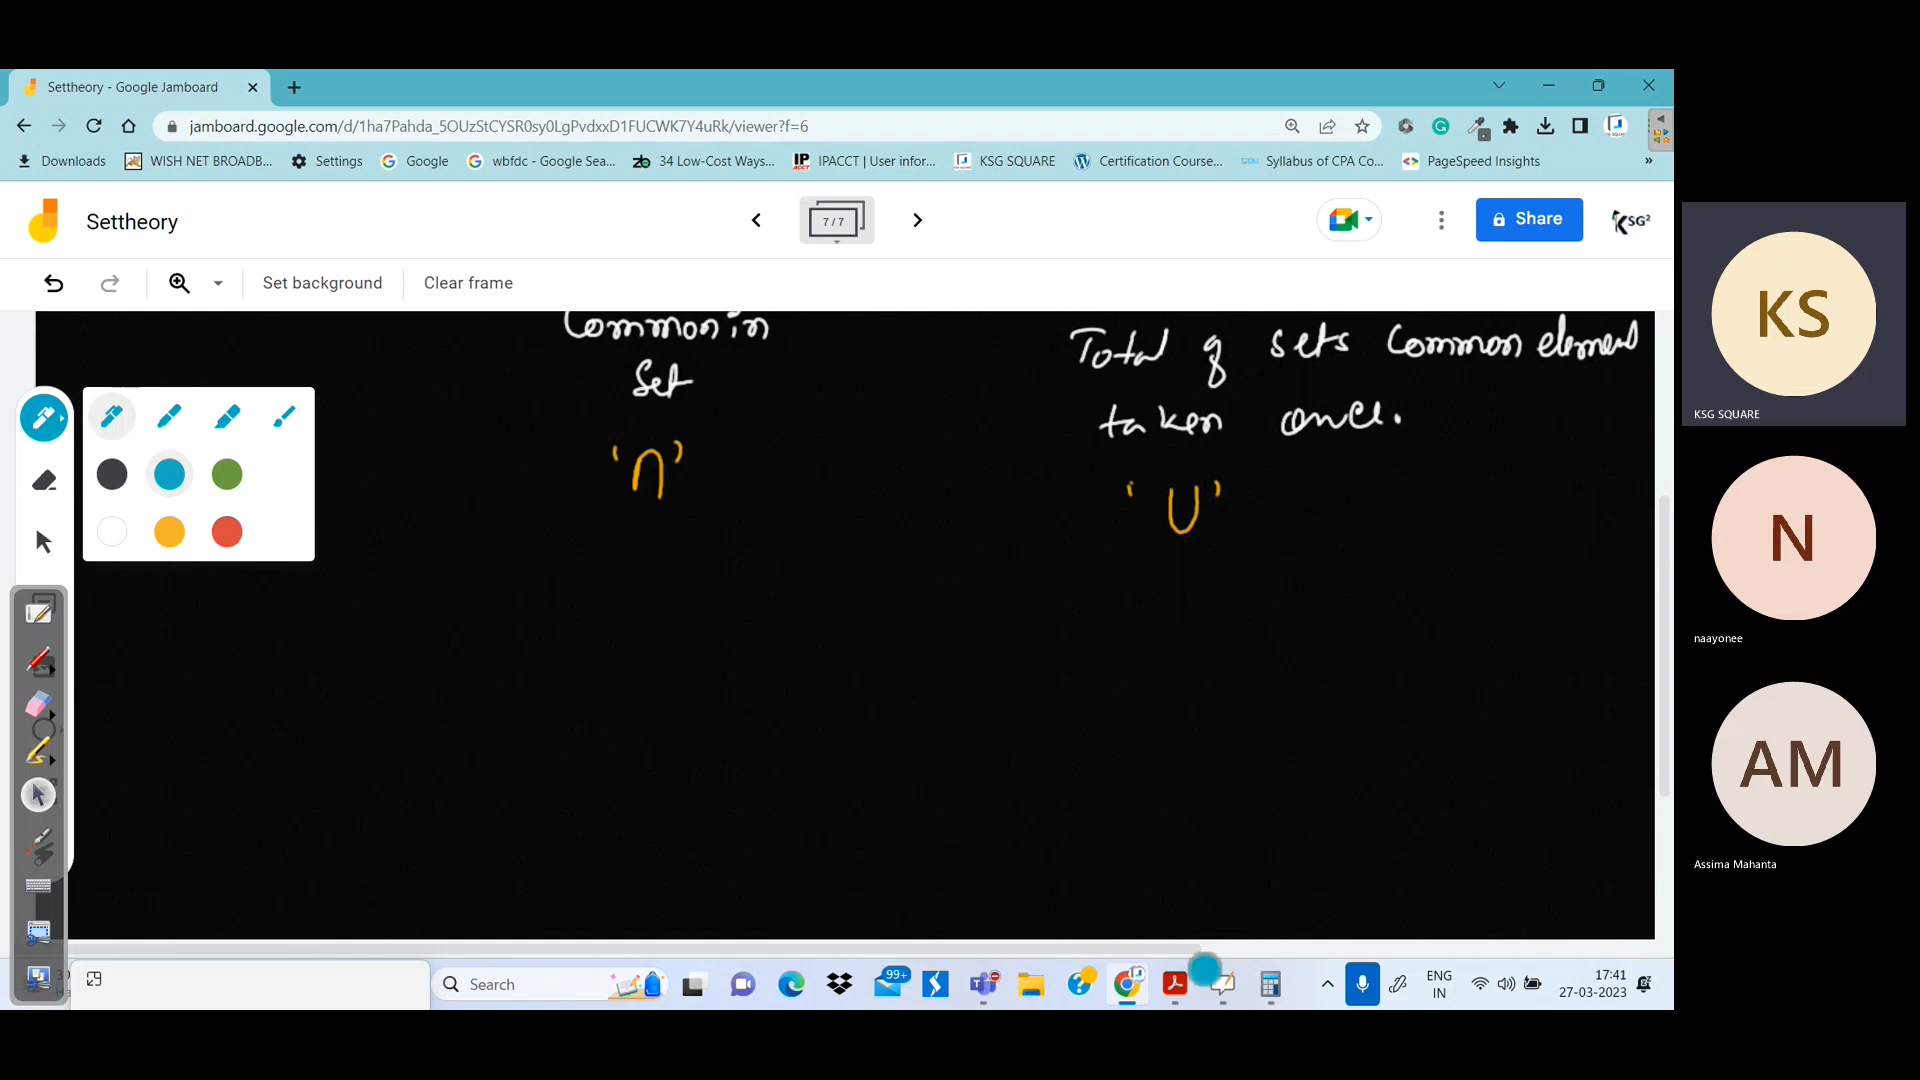 Settheory - Google Jamboard
jamboard.google.com/d/1ha7Pahda_5OUzStCYSR0sy0LgPvdxxD1FUCWK7Y4uRk/viewer?f=6
Downloads
WISH NET BROADB...
Settings
Google
wbfdc - Google Sea...
34 Low-Cost Ways...
IPACCT | User infor...
KSG SQUARE
Certification Course...
Syllabus of CPA Co...
PageSpeed Insights
»
Settheory
7 / 7
Share
KSG²
Set background
Clear frame
Common in
Set
'∩'
Total of sets common element
taken once.
'∪'
KS
KSG SQUARE
N
naayonee
AM
Assima Mahanta
Search
99+
ENG
IN
17:41
27-03-2023